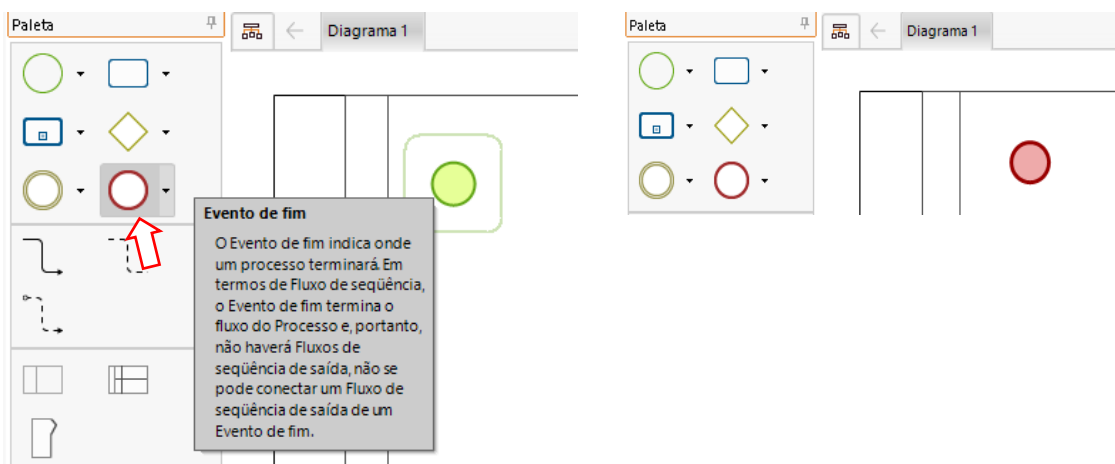 Paleta
Diagrama 1
Evento de fim
O Evento de fim indica onde
um processo terminará. Em
termos de Fluxo de seqüência,
o Evento de fim termina o
fluxo do Processo e, portanto,
não haverá Fluxos de
seqüência de saída, não se
pode conectar um Fluxo de
seqüência de saída de um
Evento de fim.
Paleta
Diagrama 1